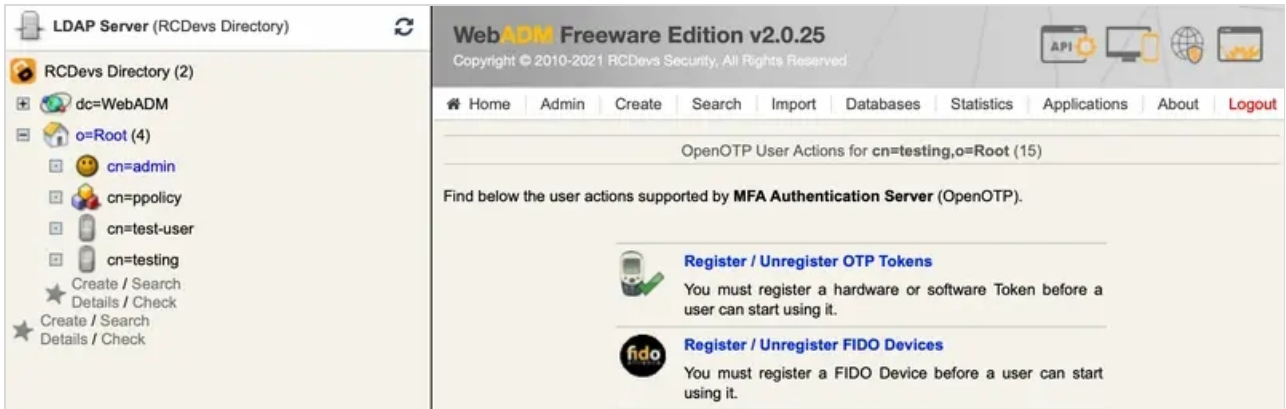 LDAP Server (RCDevs Directory)
RCDevs Directory (2)
dc=WebADM
o=Root (4)
cn=admin
cn=ppolicy
cn=test-user
cn=testing
Create / Search
Details / Check
Create / Search
Details / Check
WebADM Freeware Edition v2.0.25
Copyright © 2010-2021 RCDevs Security, All Rights Reserved
API
Home Admin Create Search Import Databases Statistics Applications About Logout
OpenOTP User Actions for cn=testing,o=Root (15)
Find below the user actions supported by MFA Authentication Server (OpenOTP).
Register / Unregister OTP Tokens
You must register a hardware or software Token before a
user can start using it.
fido
Register / Unregister FIDO Devices
You must register a FIDO Device before a user can start
using it.